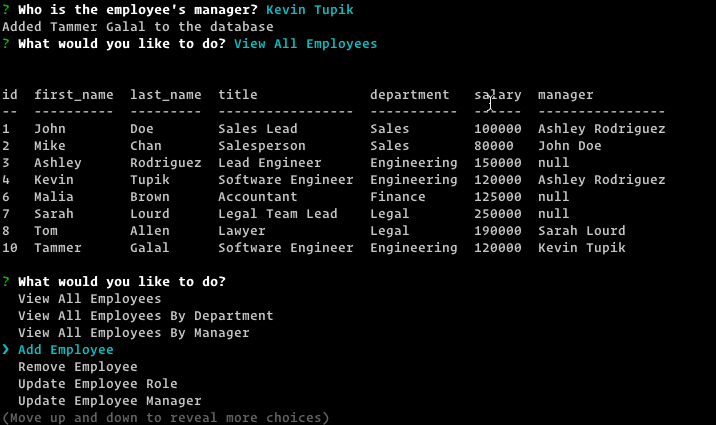 ? Who is the employee's manager? Kevin Tupik
Added Tammer Galal to the database
? What would you like to do? View All Employees
id  first_name  last_name  title              department   salary  manager
--  ----------  ---------  -----------------  -----------  ------  ----------------
1   John        Doe        Sales Lead         Sales        100000  Ashley Rodriguez
2   Mike        Chan       Salesperson        Sales        80000   John Doe
3   Ashley      Rodriguez  Lead Engineer      Engineering  150000  null
4   Kevin       Tupik      Software Engineer  Engineering  120000  Ashley Rodriguez
6   Malia       Brown      Accountant         Finance      125000  null
7   Sarah       Lourd      Legal Team Lead    Legal        250000  null
8   Tom         Allen      Lawyer             Legal        190000  Sarah Lourd
10  Tammer      Galal      Software Engineer  Engineering  120000  Kevin Tupik
? What would you like to do?
View All Employees
View All Employees By Department
View All Employees By Manager
❯ Add Employee
Remove Employee
Update Employee Role
Update Employee Manager
(Move up and down to reveal more choices)